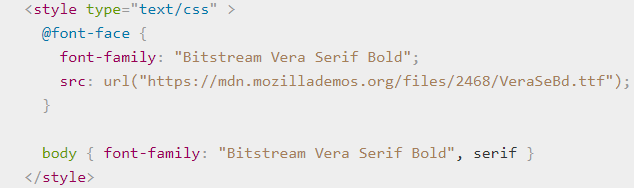 <style type="text/css" >
@font-face {
font-family: "Bitstream Vera Serif Bold";
src: url("https://mdn.mozillademos.org/files/2468/VeraSeBd.ttf");
}
body { font-family: "Bitstream Vera Serif Bold", serif }
</style>